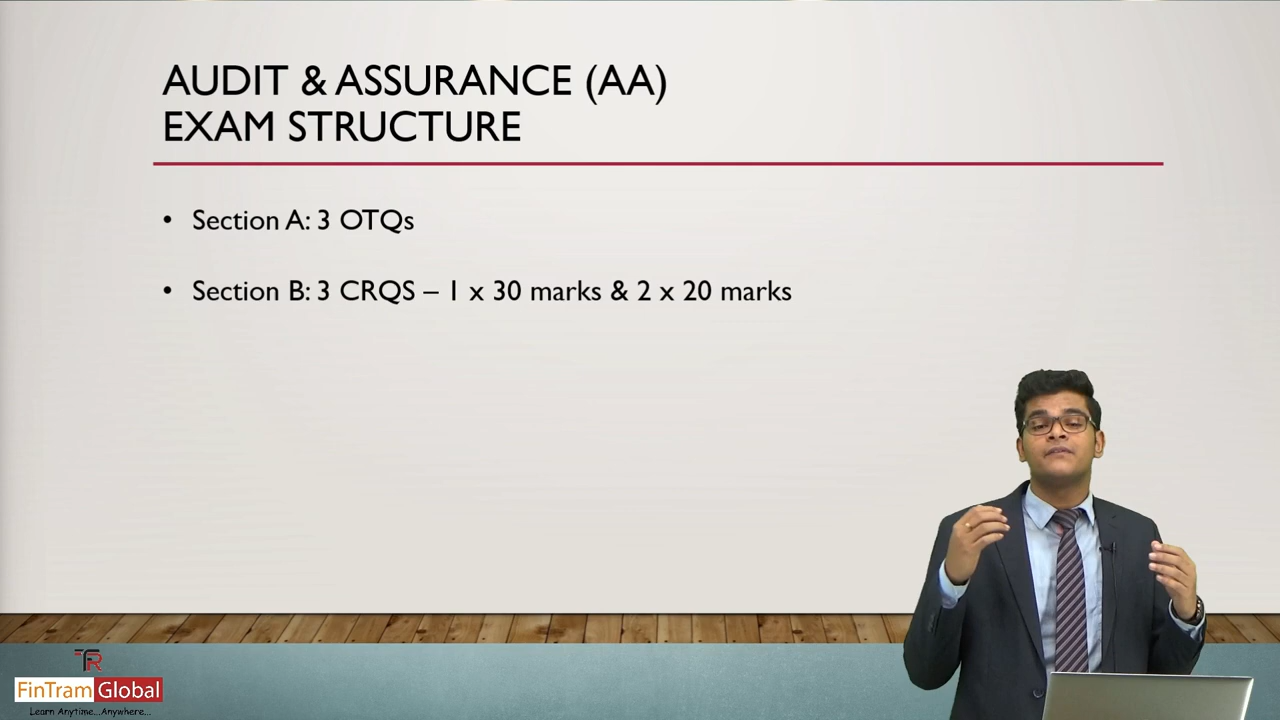 AUDIT & ASSURANCE (AA)
EXAM STRUCTURE
• Section A: 3 OTQs
• Section B: 3 CRQS – 1 x 30 marks & 2 x 20 marks
FinTram Global
Learn Anytime...Anywhere...